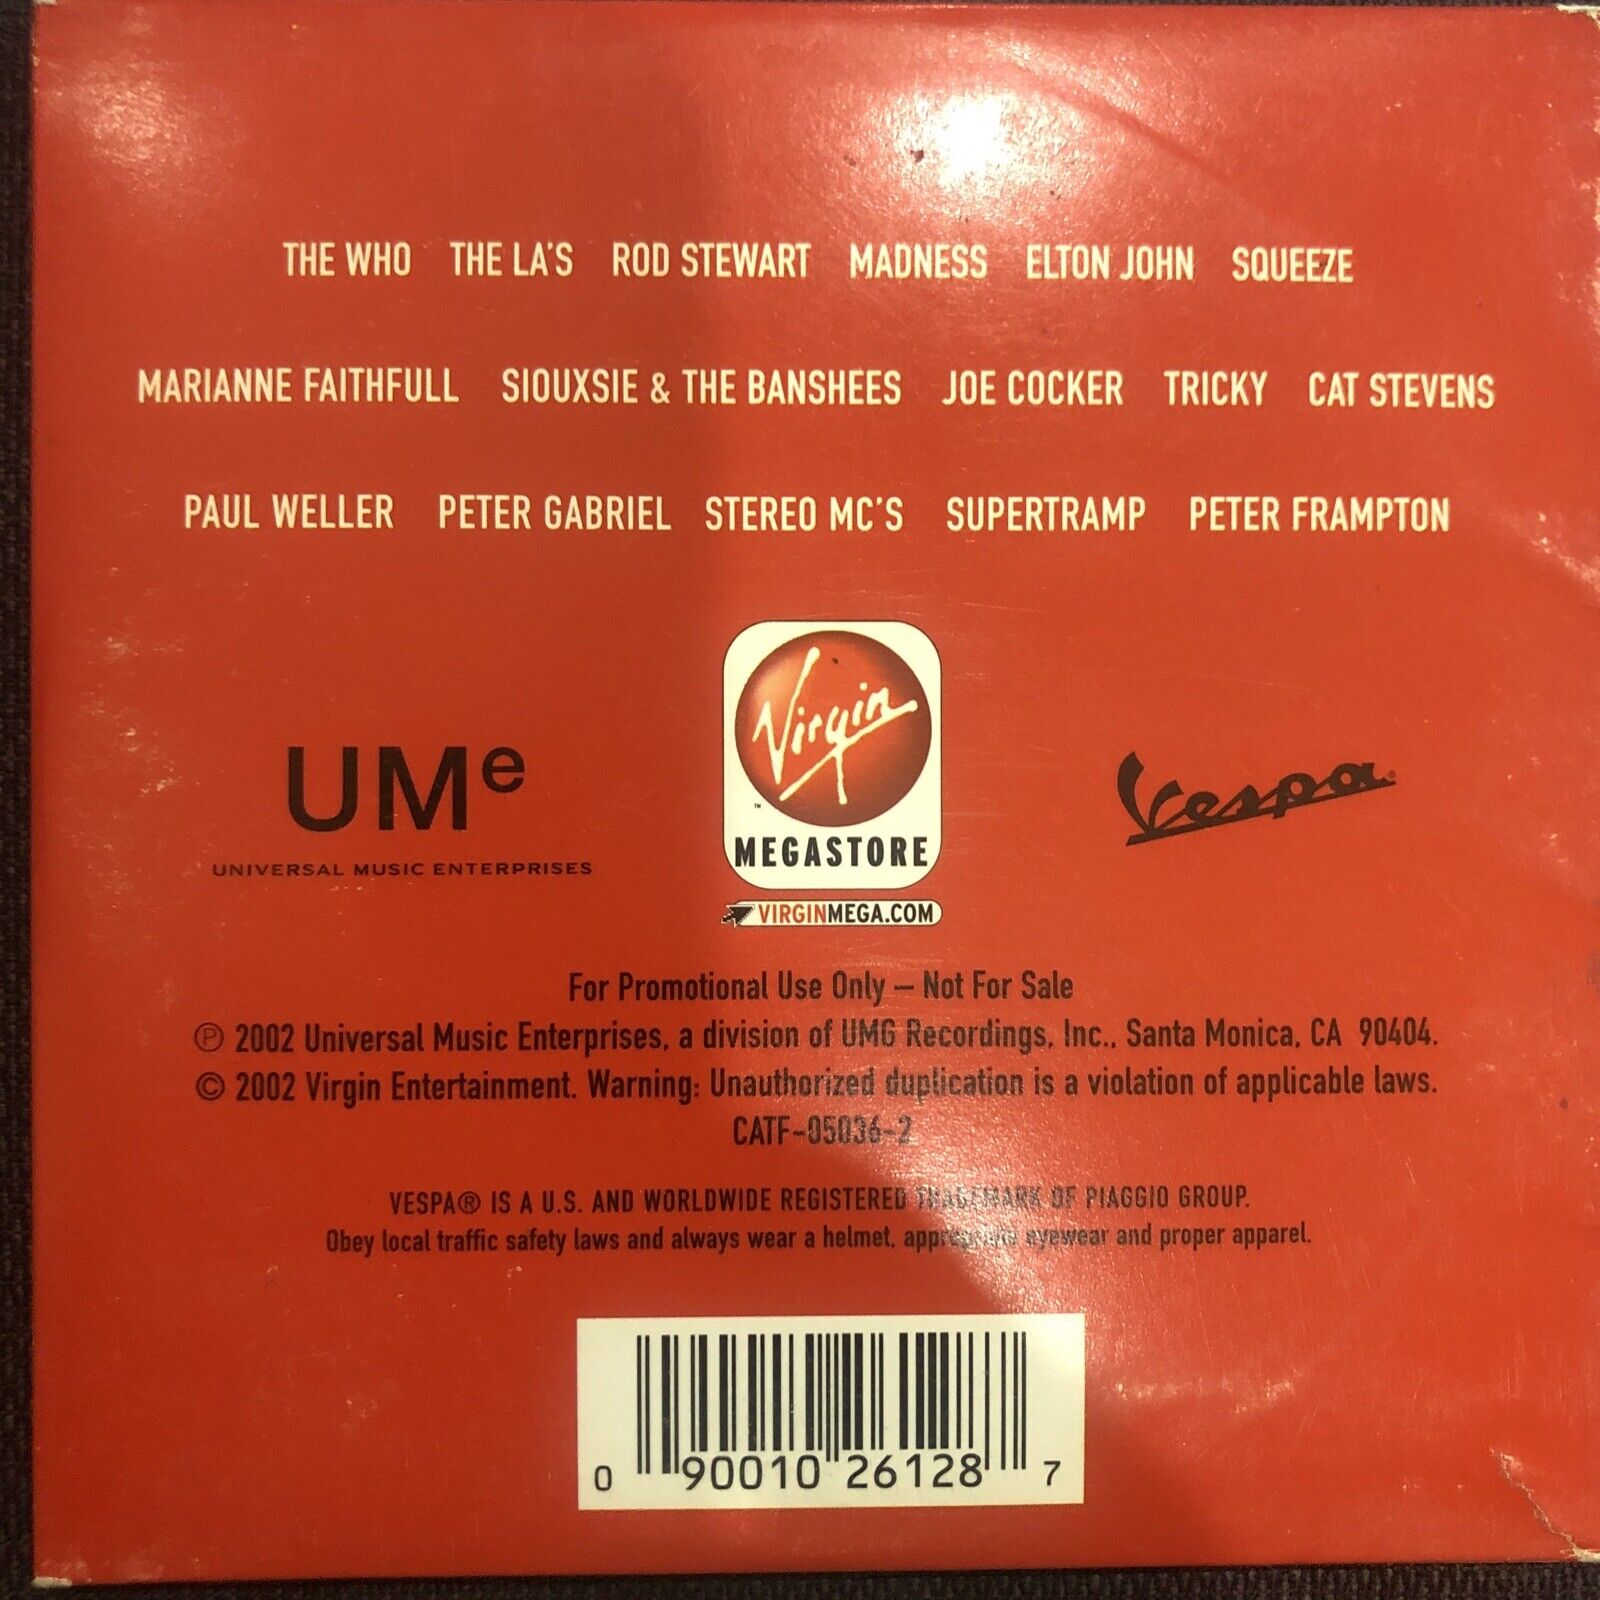 THE WHO THE LA'S ROD STEWART MADNESS ELTON JOHN SQUEEZE
MARIANNE FAITHFULL SIOUXSIE & THE BANSHEES JOE COCKER TRICKY CAT STEVENS
PAUL WELLER PETER GABRIEL STEREO MC'S SUPERTRAMP PETER FRAMPTON
UMe
UNIVERSAL MUSIC ENTERPRISES
Virgin
™
MEGASTORE
VIRGINMEGA.COM
Vespa®
For Promotional Use Only – Not For Sale
℗ 2002 Universal Music Enterprises, a division of UMG Recordings, Inc., Santa Monica, CA 90404.
© 2002 Virgin Entertainment. Warning: Unauthorized duplication is a violation of applicable laws.
CATF-05036-2
VESPA® IS A U.S. AND WORLDWIDE REGISTERED TRADEMARK OF PIAGGIO GROUP.
Obey local traffic safety laws and always wear a helmet, appropriate eyewear and proper apparel.
0 90010 26128 7